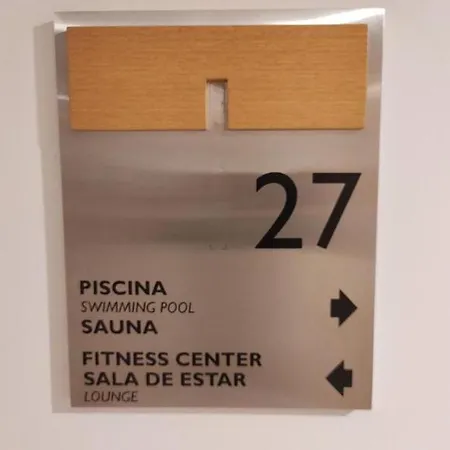 27
PISCINA
SWIMMING POOL
SAUNA
FITNESS CENTER
SALA DE ESTAR
LOUNGE